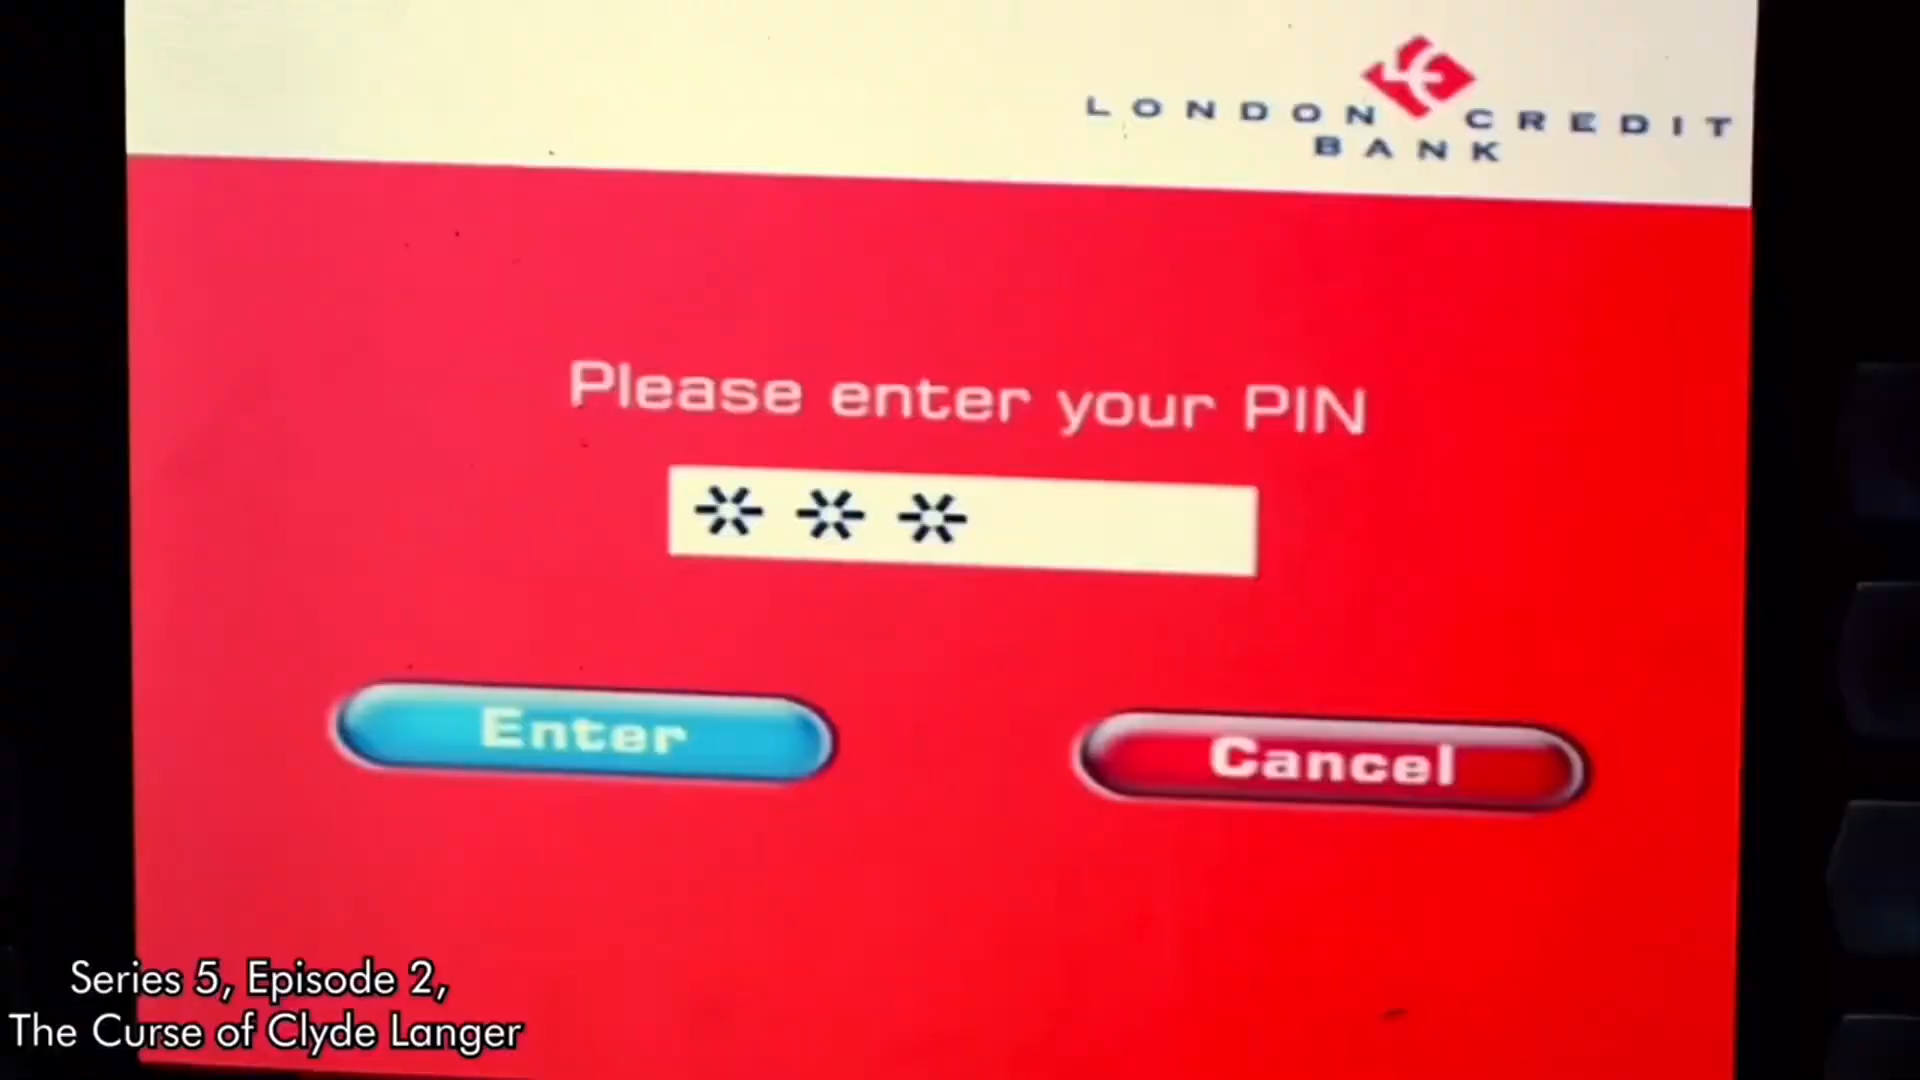 LONDON CREDIT
BANK
Please enter your PIN
***
Enter
Cancel
Series 5, Episode 2,
The Curse of Clyde Langer